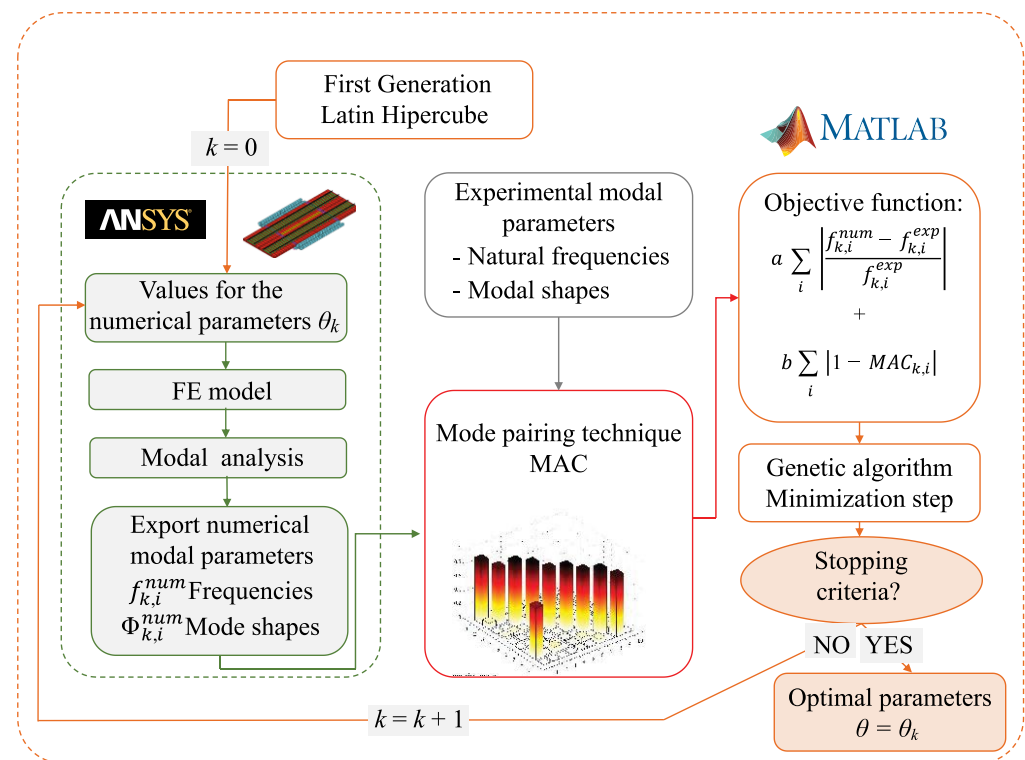 First Generation
Latin Hipercube
k = 0
ANSYS
Values for the
numerical parameters θ_k
FE model
Modal analysis
Export numerical
modal parameters
f_{k,i}^{num} Frequencies
Φ_{k,i}^{num} Mode shapes
Experimental modal
parameters
- Natural frequencies
- Modal shapes
Mode pairing technique
MAC
MATLAB
Objective function:
a ∑_i |(f_{k,i}^{num} − f_{k,i}^{exp}) / f_{k,i}^{exp}|
+
b ∑_i |1 − MAC_{k,i}|
Genetic algorithm
Minimization step
Stopping
criteria?
NO YES
k = k + 1
Optimal parameters
θ = θ_k